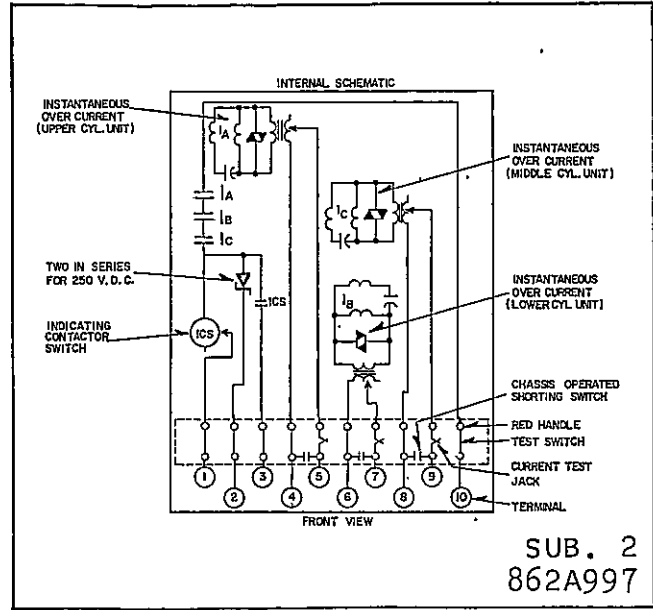 INTERNAL SCHEMATIC
INSTANTANEOUS
OVER CURRENT
(UPPER CYL. UNIT)
IA
INSTANTANEOUS
OVER CURRENT
(MIDDLE CYL. UNIT)
IA
IB
IC
IC
TWO IN SERIES
FOR 250 V. D. C.
ICS
IB
INSTANTANEOUS
OVER CURRENT
(LOWER CYL. UNIT)
INDICATING
CONTACTOR
SWITCH
ICS
CHASSIS OPERATED
SHORTING SWITCH
RED HANDLE
TEST SWITCH
CURRENT TEST
JACK
1
2
3
4
5
6
7
8
9
10
TERMINAL
FRONT VIEW
SUB. 2
862A997